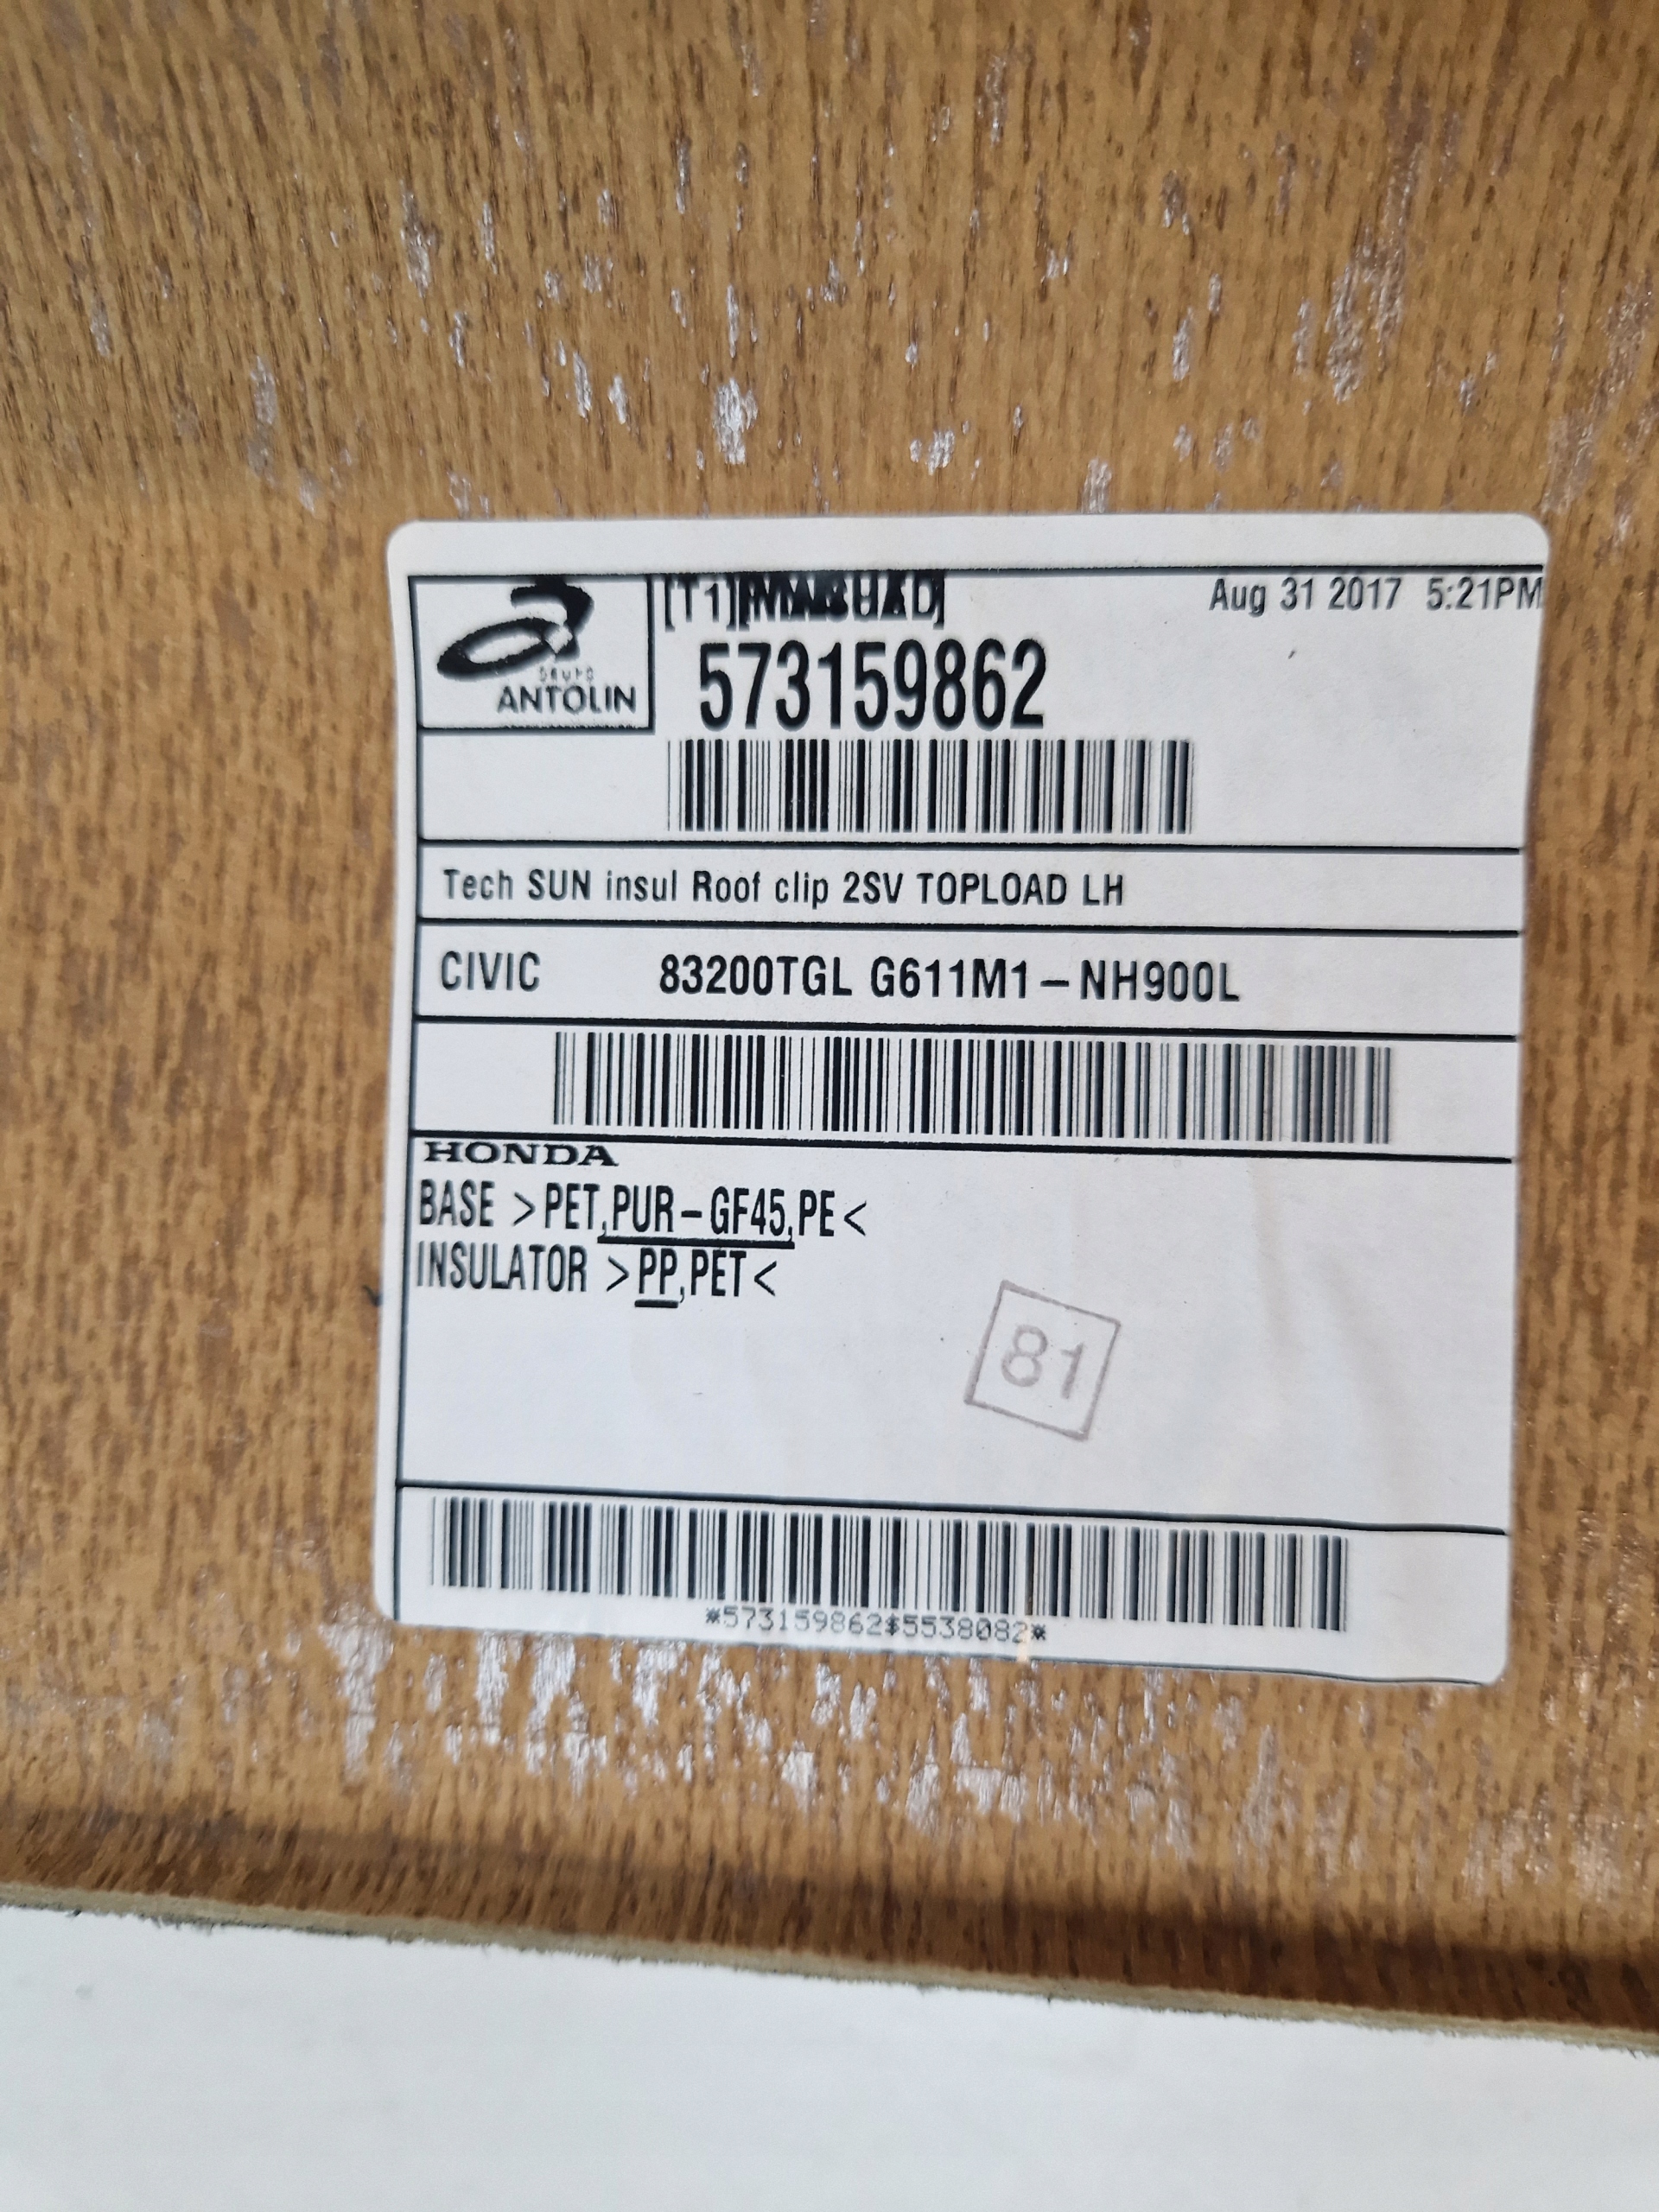 [T1]
Aug 31 2017 5:21PM
GRUPO
ANTOLIN
573159862
Tech SUN insul Roof clip 2SV TOPLOAD LH
CIVIC 83200TGL G611M1-NH900L
HONDA
BASE >PET,PUR-GF45,PE<
INSULATOR >PP,PET<
81
*573159862$5538082*